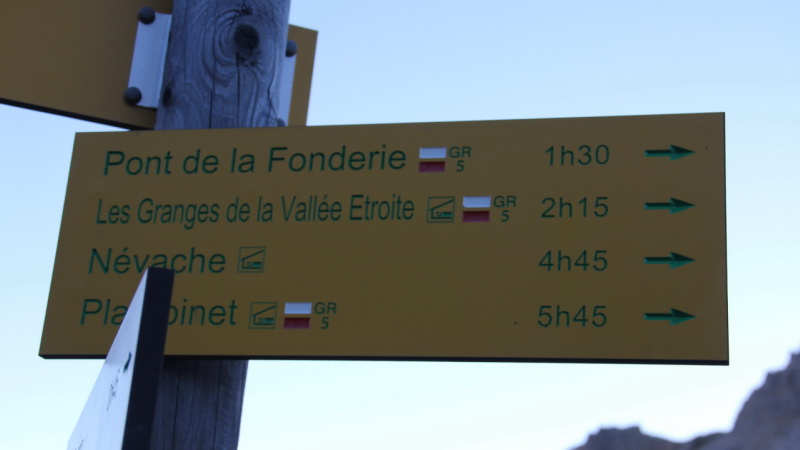 Pont de la Fonderie GR 5 1h30
Les Granges de la Vallée Etroite GR 5 2h15
Névache 4h45
GR 5 5h45